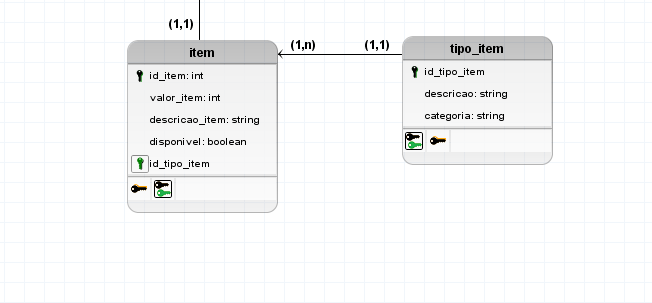 (1,1)
item
id_item: int
valor_item: int
descricao_item: string
disponivel: boolean
id_tipo_item
(1,n)
(1,1)
tipo_item
id_tipo_item
descricao: string
categoria: string